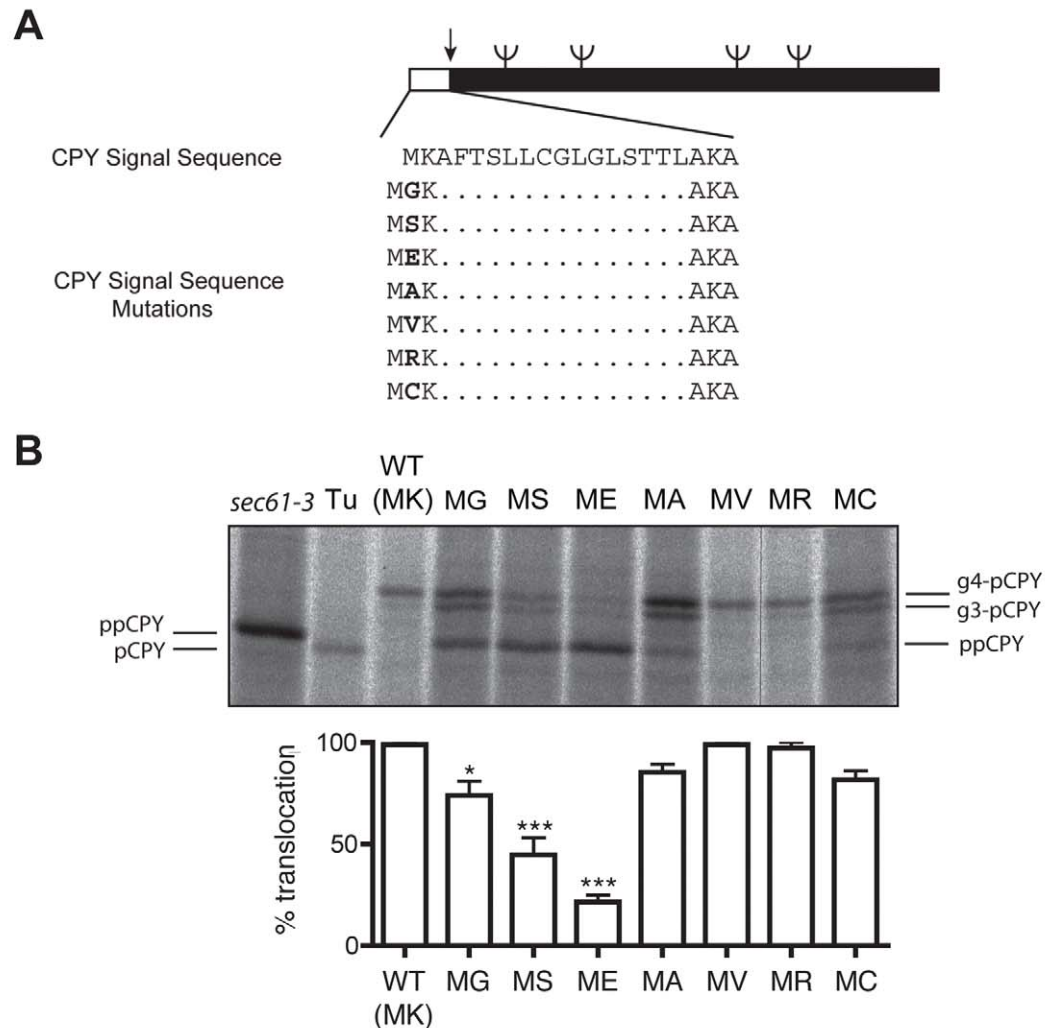 A
CPY Signal Sequence MKAFTSLLCGLGLSTTLAKA
MGK...............AKA
MSK...............AKA
MEK...............AKA
CPY Signal Sequence
Mutations
MAK...............AKA
MVK...............AKA
MRK...............AKA
MCK...............AKA
B
sec61-3 Tu WT (MK) MG MS ME MA MV MR MC
ppCPY
pCPY
g4-pCPY
g3-pCPY
ppCPY
% translocation
100
50
0
*
***
***
WT (MK) MG MS ME MA MV MR MC